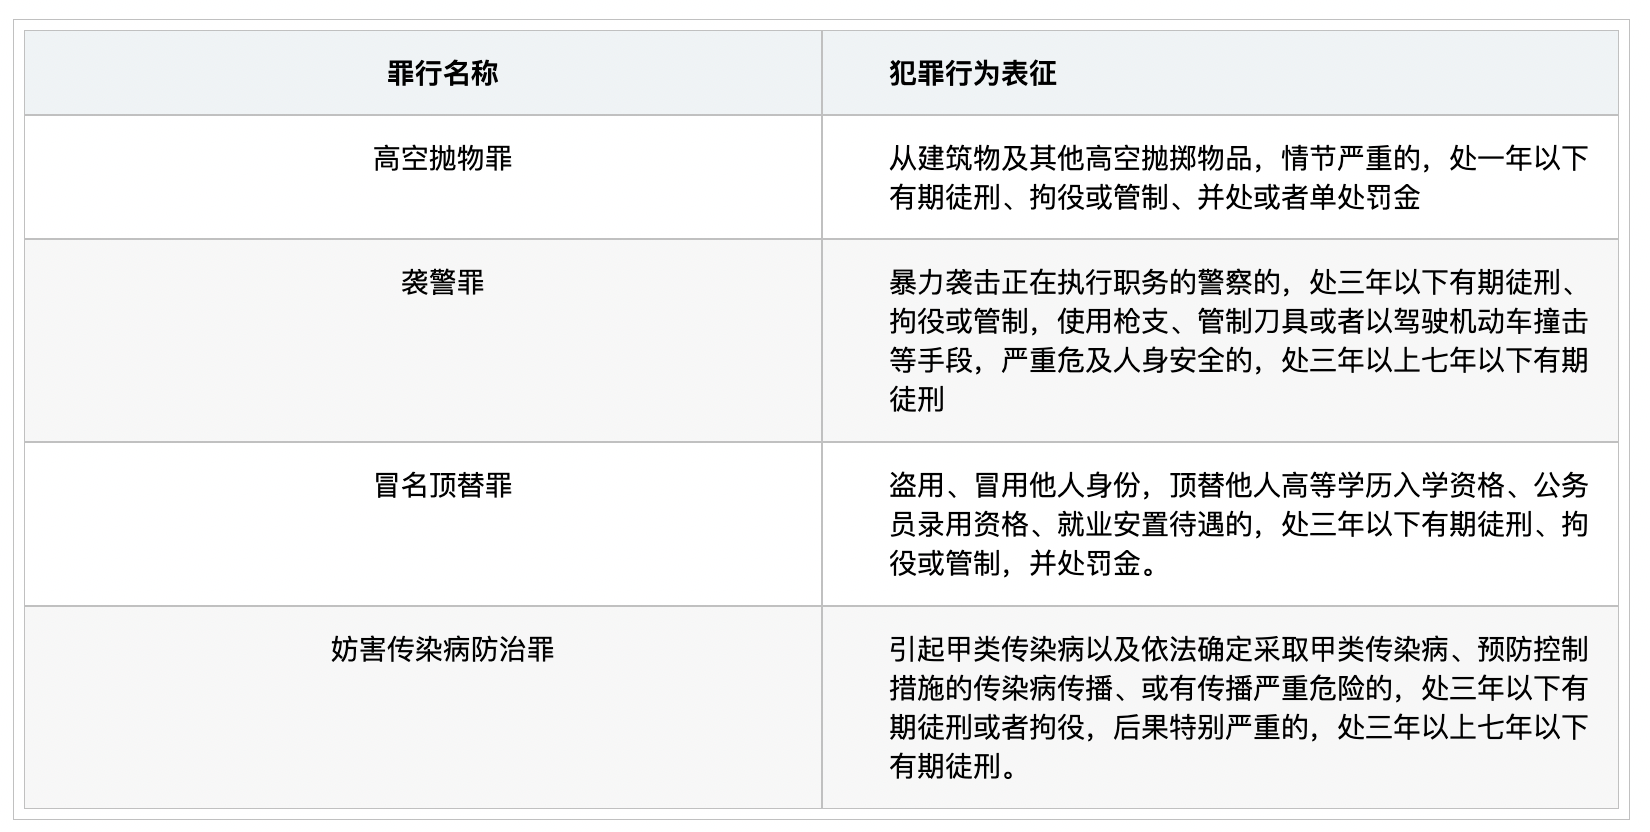 罪行名称
犯罪行为表征
高空抛物罪
从建筑物及其他高空抛掷物品，情节严重的，处一年以下
有期徒刑、拘役或管制、并处或者单处罚金
袭警罪
暴力袭击正在执行职务的警察的，处三年以下有期徒刑、
拘役或管制，使用枪支、管制刀具或者以驾驶机动车撞击
等手段，严重危及人身安全的，处三年以上七年以下有期
徒刑
冒名顶替罪
盗用、冒用他人身份，顶替他人高等学历入学资格、公务
员录用资格、就业安置待遇的，处三年以下有期徒刑、拘
役或管制，并处罚金。
妨害传染病防治罪
引起甲类传染病以及依法确定采取甲类传染病、预防控制
措施的传染病传播、或有传播严重危险的，处三年以下有
期徒刑或者拘役，后果特别严重的，处三年以上七年以下
有期徒刑。